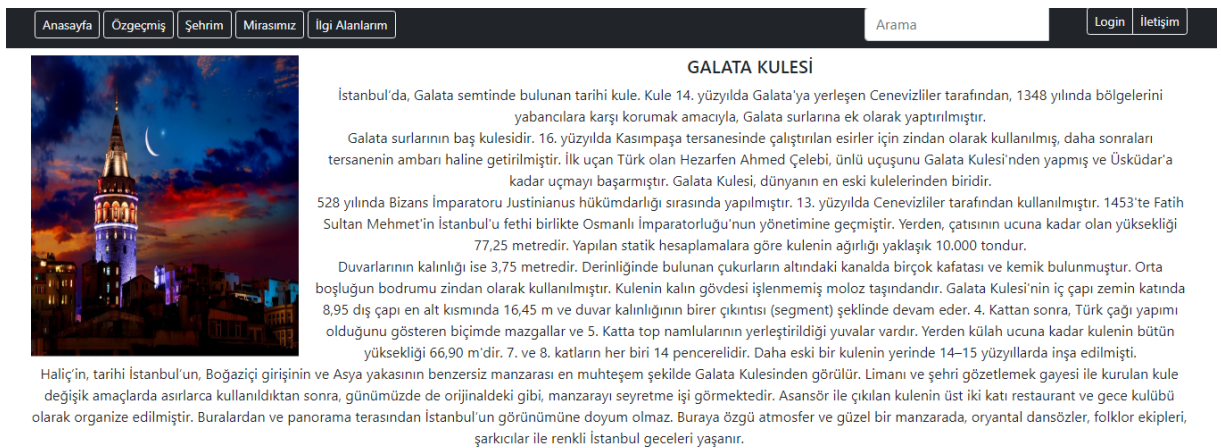 Anasayfa Özgeçmiş Şehrim Mirasımız İlgi Alanlarım Arama Login İletişim
GALATA KULESİ
İstanbul'da, Galata semtinde bulunan tarihi kule. Kule 14. yüzyılda Galata'ya yerleşen Cenevizliler tarafından, 1348 yılında bölgelerini
yabancılara karşı korumak amacıyla, Galata surlarına ek olarak yaptırılmıştır.
Galata surlarının baş kulesidir. 16. yüzyılda Kasımpaşa tersanesinde çalıştırılan esirler için zindan olarak kullanılmış, daha sonraları
tersanenin ambarı haline getirilmiştir. İlk uçan Türk olan Hezarfen Ahmed Çelebi, ünlü uçuşunu Galata Kulesi'nden yapmış ve Üsküdar'a
kadar uçmayı başarmıştır. Galata Kulesi, dünyanın en eski kulelerinden biridir.
528 yılında Bizans İmparatoru Justinianus hükümdarlığı sırasında yapılmıştır. 13. yüzyılda Cenevizliler tarafından kullanılmıştır. 1453'te Fatih
Sultan Mehmet'in İstanbul'u fethi birlikte Osmanlı İmparatorluğu'nun yönetimine geçmiştir. Yerden, çatısının ucuna kadar olan yüksekliği
77,25 metredir. Yapılan statik hesaplamalara göre kulenin ağırlığı yaklaşık 10.000 tondur.
Duvarlarının kalınlığı ise 3,75 metredir. Derinliğinde bulunan çukurların altındaki kanalda birçok kafatası ve kemik bulunmuştur. Orta
boşluğun bodrumu zindan olarak kullanılmıştır. Kulenin kalın gövdesi işlenmemiş moloz taşındandır. Galata Kulesi'nin iç çapı zemin katında
8,95 dış çapı en alt kısmında 16,45 m ve duvar kalınlığının birer çıkıntısı (segment) şeklinde devam eder. 4. Kattan sonra, Türk çağı yapımı
olduğunu gösteren biçimde mazgallar ve 5. Katta top namlularının yerleştirildiği yuvalar vardır. Yerden külah ucuna kadar kulenin bütün
yüksekliği 66,90 m'dir. 7. ve 8. katların her biri 14 pencerelidir. Daha eski bir kulenin yerinde 14–15 yüzyıllarda inşa edilmişti.
Haliç'in, tarihi İstanbul'un, Boğaziçi girişinin ve Asya yakasının benzersiz manzarası en muhteşem şekilde Galata Kulesinden görülür. Limanı ve şehri gözetlemek gayesi ile kurulan kule
değişik amaçlarda asırlarca kullanıldıktan sonra, günümüzde de orijinaldeki gibi, manzarayı seyretme işi görmektedir. Asansör ile çıkılan kulenin üst iki katı restaurant ve gece kulübü
olarak organize edilmiştir. Buralardan ve panorama terasından İstanbul'un görünümüne doyum olmaz. Buraya özgü atmosfer ve güzel bir manzarada, oryantal dansözler, folklor ekipleri,
şarkıcılar ile renkli İstanbul geceleri yaşanır.